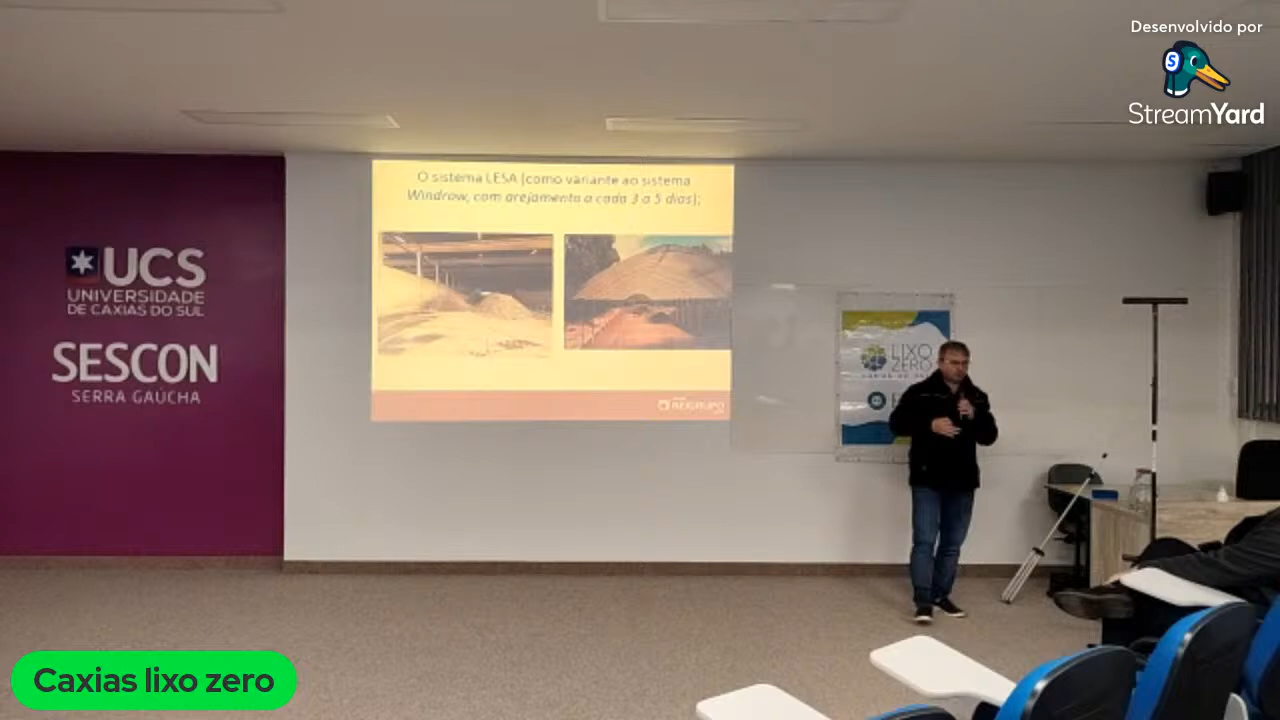 Desenvolvido por
StreamYard
O sistema LESA (como variante ao sistema
Windrow, com arejamento a cada 3 a 5 dias);
UCS
UNIVERSIDADE
DE CAXIAS DO SUL
SESCON
SERRA GAÚCHA
LIXO
ZERO
Caxias lixo zero